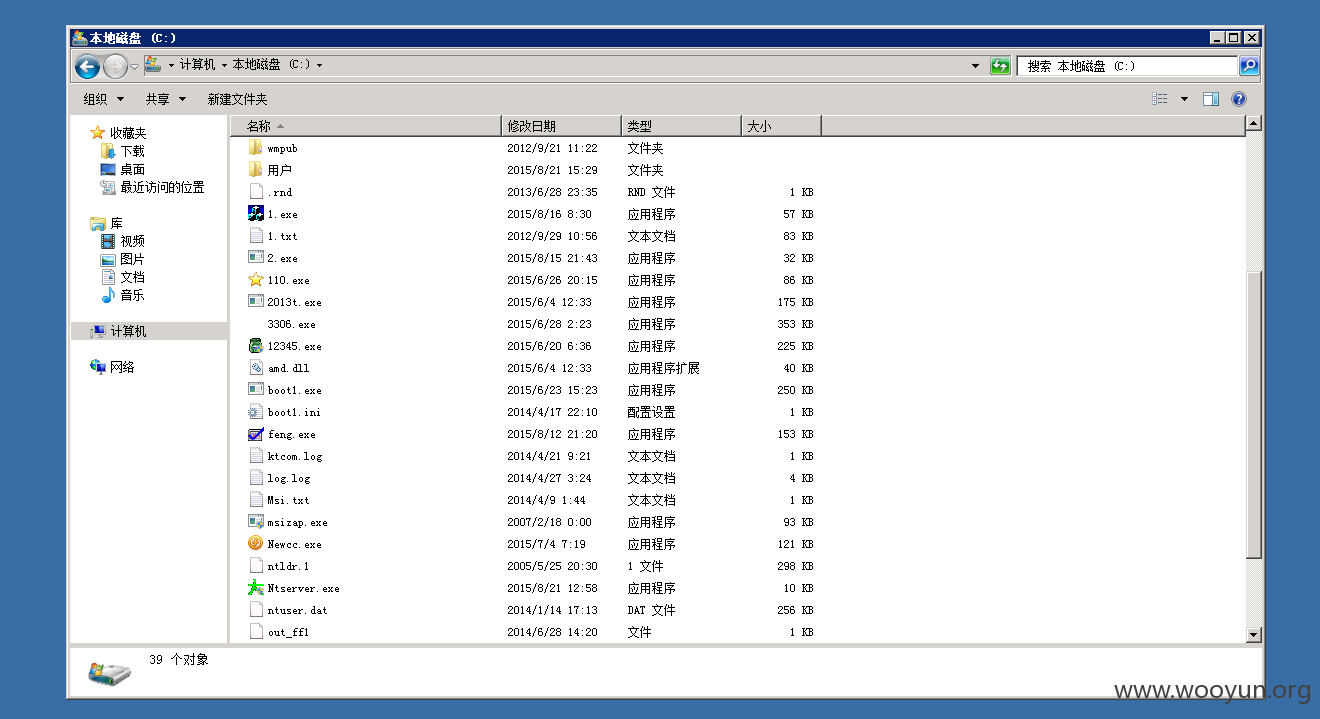 本地磁盘 (C:)
计算机 本地磁盘 (C:)
搜索 本地磁盘 (C:)
组织 共享 新建文件夹
收藏夹
下载
桌面
最近访问的位置
库
视频
图片
文档
音乐
计算机
网络
名称 修改日期 类型 大小
wmpub 2012/9/21 11:22 文件夹
用户 2015/8/21 15:29 文件夹
.rnd 2013/6/28 23:35 RND 文件 1 KB
1.exe 2015/8/16 8:30 应用程序 57 KB
1.txt 2012/9/29 10:56 文本文档 83 KB
2.exe 2015/8/15 21:43 应用程序 32 KB
110.exe 2015/6/26 20:15 应用程序 86 KB
2013t.exe 2015/6/4 12:33 应用程序 175 KB
3306.exe 2015/6/28 2:23 应用程序 353 KB
12345.exe 2015/6/20 6:36 应用程序 225 KB
amd.dll 2015/6/4 12:33 应用程序扩展 40 KB
boot1.exe 2015/6/23 15:23 应用程序 250 KB
boot1.ini 2014/4/17 22:10 配置设置 1 KB
feng.exe 2015/8/12 21:20 应用程序 153 KB
ktcom.log 2014/4/21 9:21 文本文档 1 KB
log.log 2014/4/27 3:24 文本文档 4 KB
Msi.txt 2014/4/9 1:44 文本文档 1 KB
msizap.exe 2007/2/18 0:00 应用程序 93 KB
Newcc.exe 2015/7/4 7:19 应用程序 121 KB
ntldr.1 2005/5/25 20:30 1 文件 298 KB
Ntserver.exe 2015/8/21 12:58 应用程序 10 KB
ntuser.dat 2014/1/14 17:13 DAT 文件 256 KB
out_ff1 2014/6/28 14:20 文件 1 KB
39 个对象
www.wooyun.org